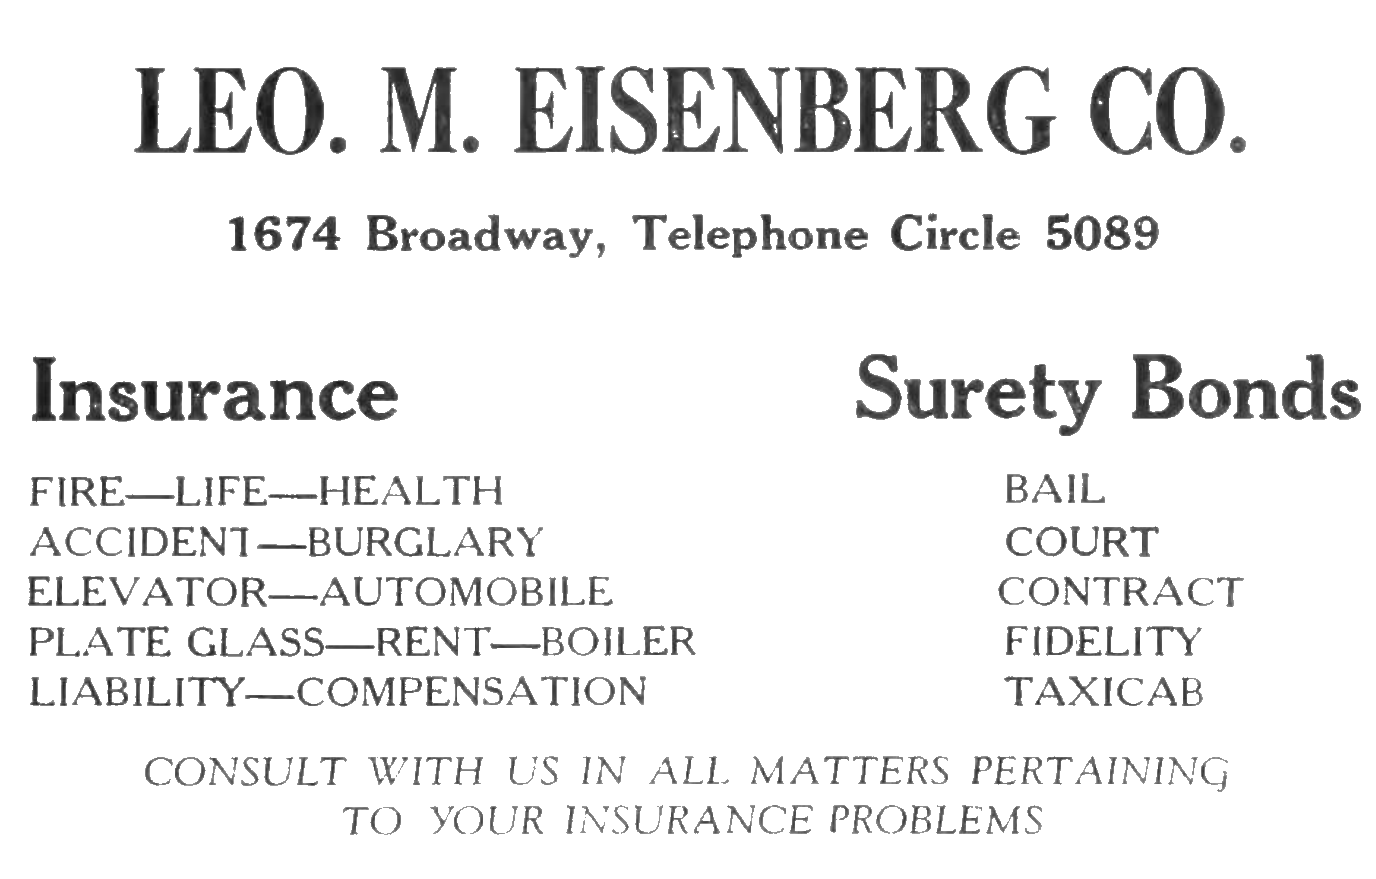 LEO. M. EISENBERG CO.
1674 Broadway, Telephone Circle 5089
Insurance
FIRE—LIFE—HEALTH
ACCIDENT—BURGLARY
ELEVATOR—AUTOMOBILE
PLATE GLASS—RENT—BOILER
LIABILITY—COMPENSATION
Surety Bonds
BAIL
COURT
CONTRACT
FIDELITY
TAXICAB
CONSULT WITH US IN ALL MATTERS PERTAINING
TO YOUR INSURANCE PROBLEMS